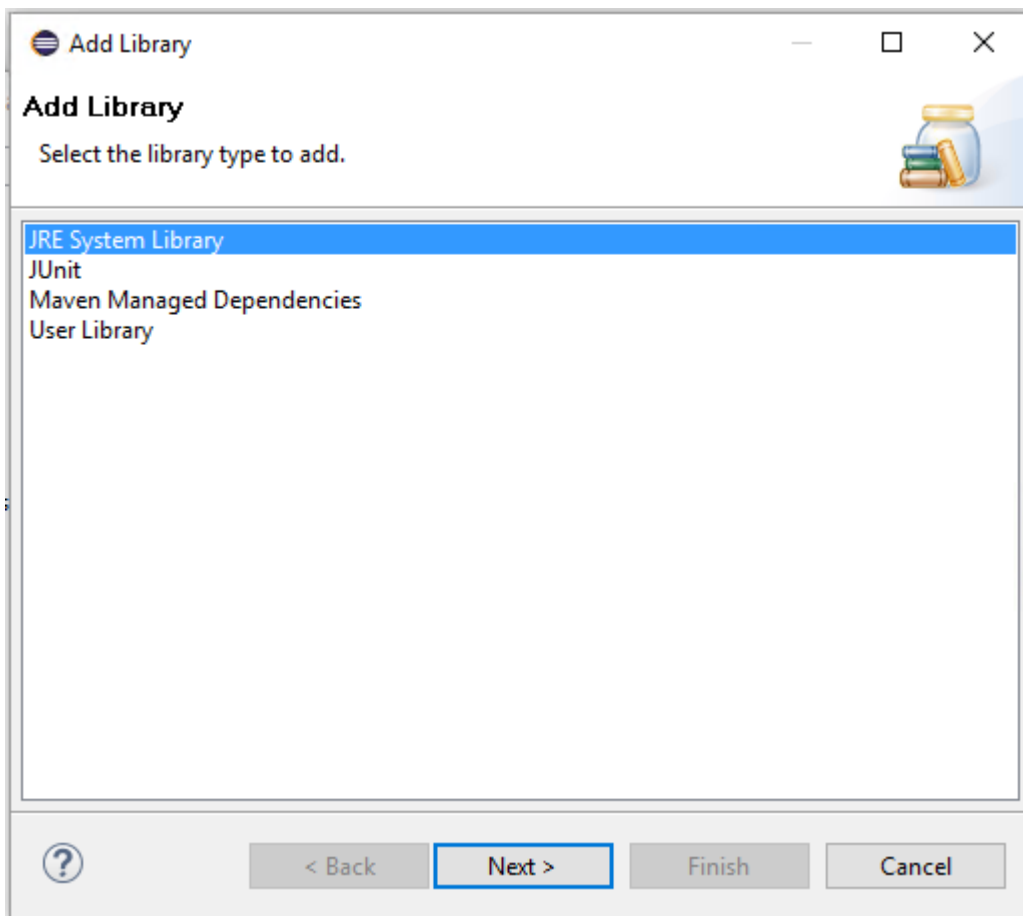 Add Library
Add Library
Select the library type to add.
JRE System Library
JUnit
Maven Managed Dependencies
User Library
?
< Back Next > Finish Cancel